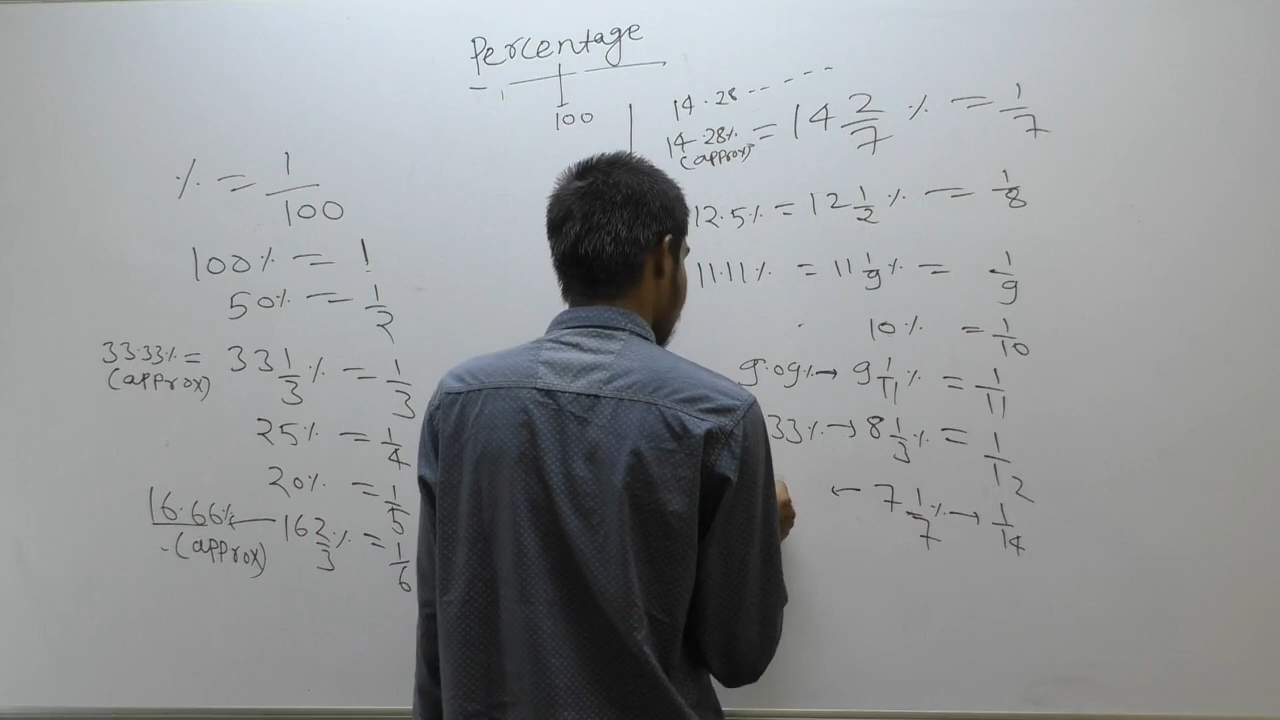 Percentage
100
% = 1/100
100% = 1
50% = 1/2
33.33% = 33 1/3 % = 1/3
(approx)
25% = 1/4
20% = 1/5
16.66% ← 16 2/3 % = 1/6
(approx)
14.28 -- - - -
14.28% = 14 2/7 % = 1/7
(approx)
12.5% = 12 1/2 % = 1/8
11.11% = 11 1/9 % = 1/9
10% = 1/10
9.09% → 9 1/11 % = 1/11
33% → 8 1/3 % = 1/12
← 7 1/7 % → 1/14